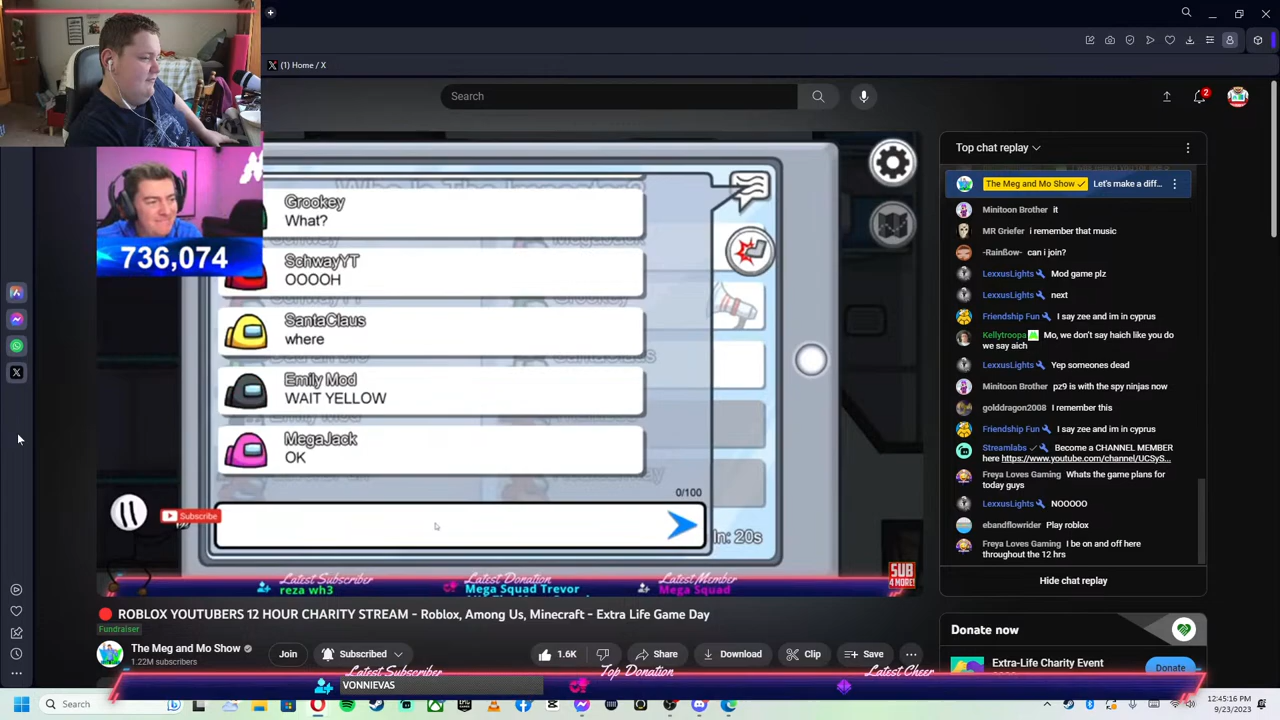 (1) Home / X
Search
2
Top chat replay
The Meg and Mo Show Let's make a diff...
Minitoon Brother it
MR Griefer i remember that music
-Rainßow- can i join?
LexxusLights Mod game plz
LexxusLights next
Friendship Fun I say zee and im in cyprus
Kellytroopa Mo, we don't say haich like you do
we say aich
LexxusLights Yep someones dead
Minitoon Brother pz9 is with the spy ninjas now
golddragon2008 I remember this
Friendship Fun I say zee and im in cyprus
Streamlabs Become a CHANNEL MEMBER
here https://www.youtube.com/channel/UCSyS...
Freya Loves Gaming Whats the game plans for
today guys
LexxusLights NOOOOO
ebandflowrider Play roblox
Freya Loves Gaming I be on and off here
throughout the 12 hrs
Hide chat replay
736,074
Who Is The Impostor?
Grookey
What?
SchwayYT
OOOOH
SantaClaus
where
Emily Mod
WAIT YELLOW
MegaJack
OK
0/100
In: 20s
Subscribe
SUB
4 MORE!
Latest Subscriber
reza wh3
Latest Donation
Mega Squad Trevor
Latest Member
Mega Squad
ROBLOX YOUTUBERS 12 HOUR CHARITY STREAM - Roblox, Among Us, Minecraft - Extra Life Game Day
Fundraiser
The Meg and Mo Show
1.22M subscribers
Join
Subscribed
1.6K
Share
Download
Clip
Save
Donate now
Extra-Life Charity Event
Donate
Latest Subscriber
VONNIEVAS
Top Donation
Latest Cheer
Search
12:45:16 PM
9/23/2023